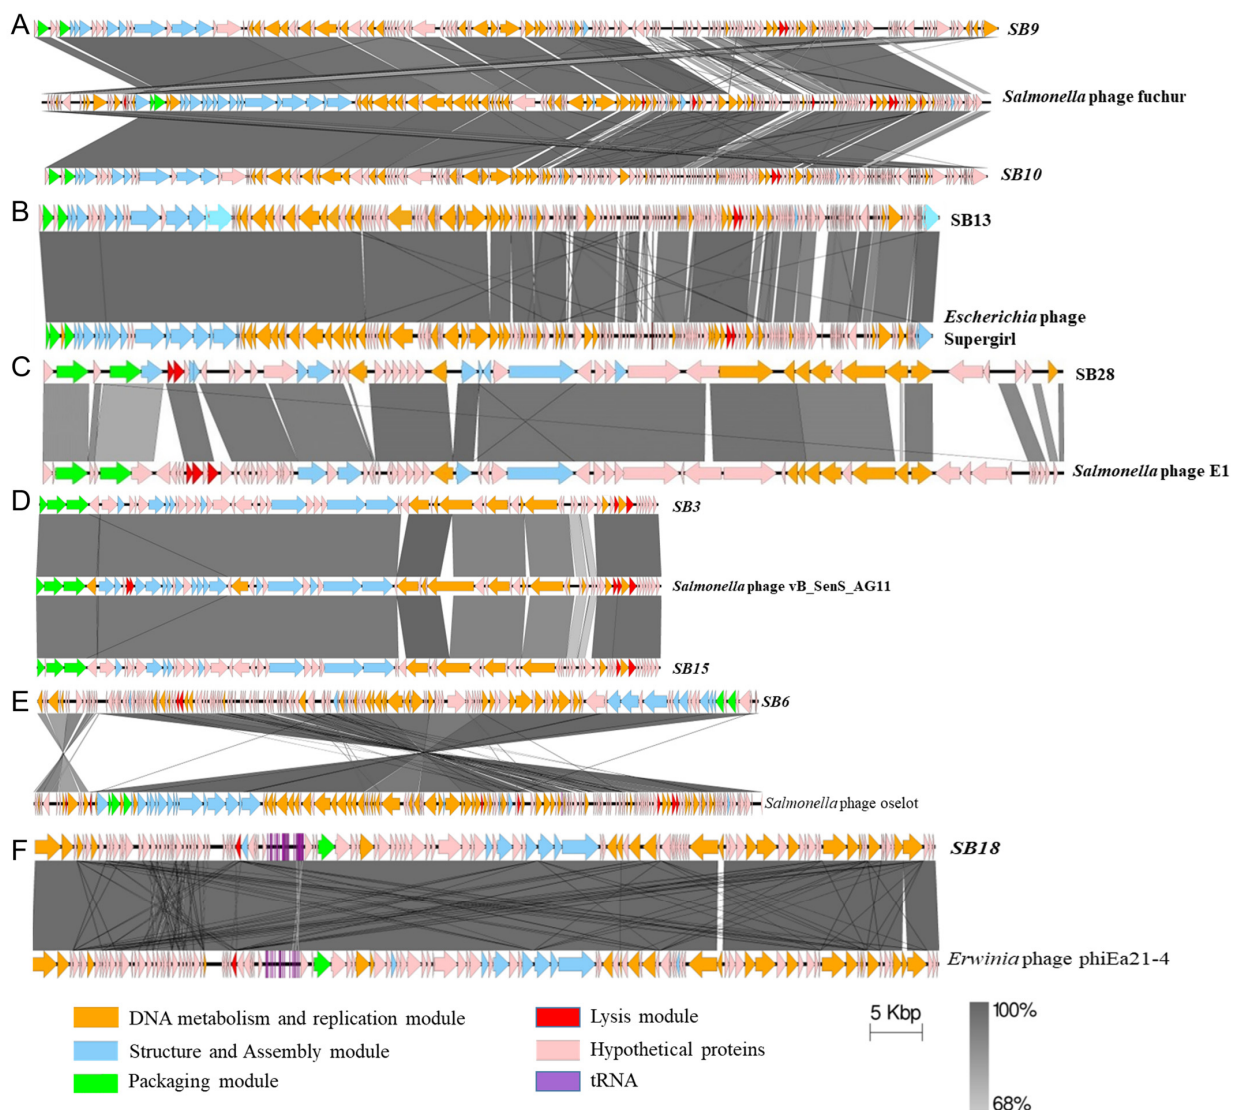 A
SB9
Salmonella phage fuchur
SB10
B
SB13
Escherichia phage
Supergirl
C
SB28
Salmonella phage E1
D
SB3
Salmonella phage vB_SenS_AG11
SB15
E
SB6
Salmonella phage oselot
F
SB18
Erwinia phage phiEa21-4
DNA metabolism and replication module
Structure and Assembly module
Packaging module
Lysis module
Hypothetical proteins
tRNA
5 Kbp
100%
68%